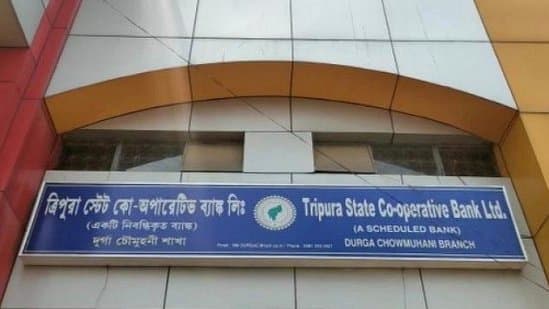 ত্রিপুরা স্টেট কো-অপারেটিভ ব্যাঙ্ক লিঃ
(একটি নিবন্ধিকৃত ব্যাংক)
দুর্গা চৌমুহনী শাখা
Tripura State Co-operative Bank Ltd.
(A SCHEDULED BANK)
DURGA CHOWMUHANI BRANCH